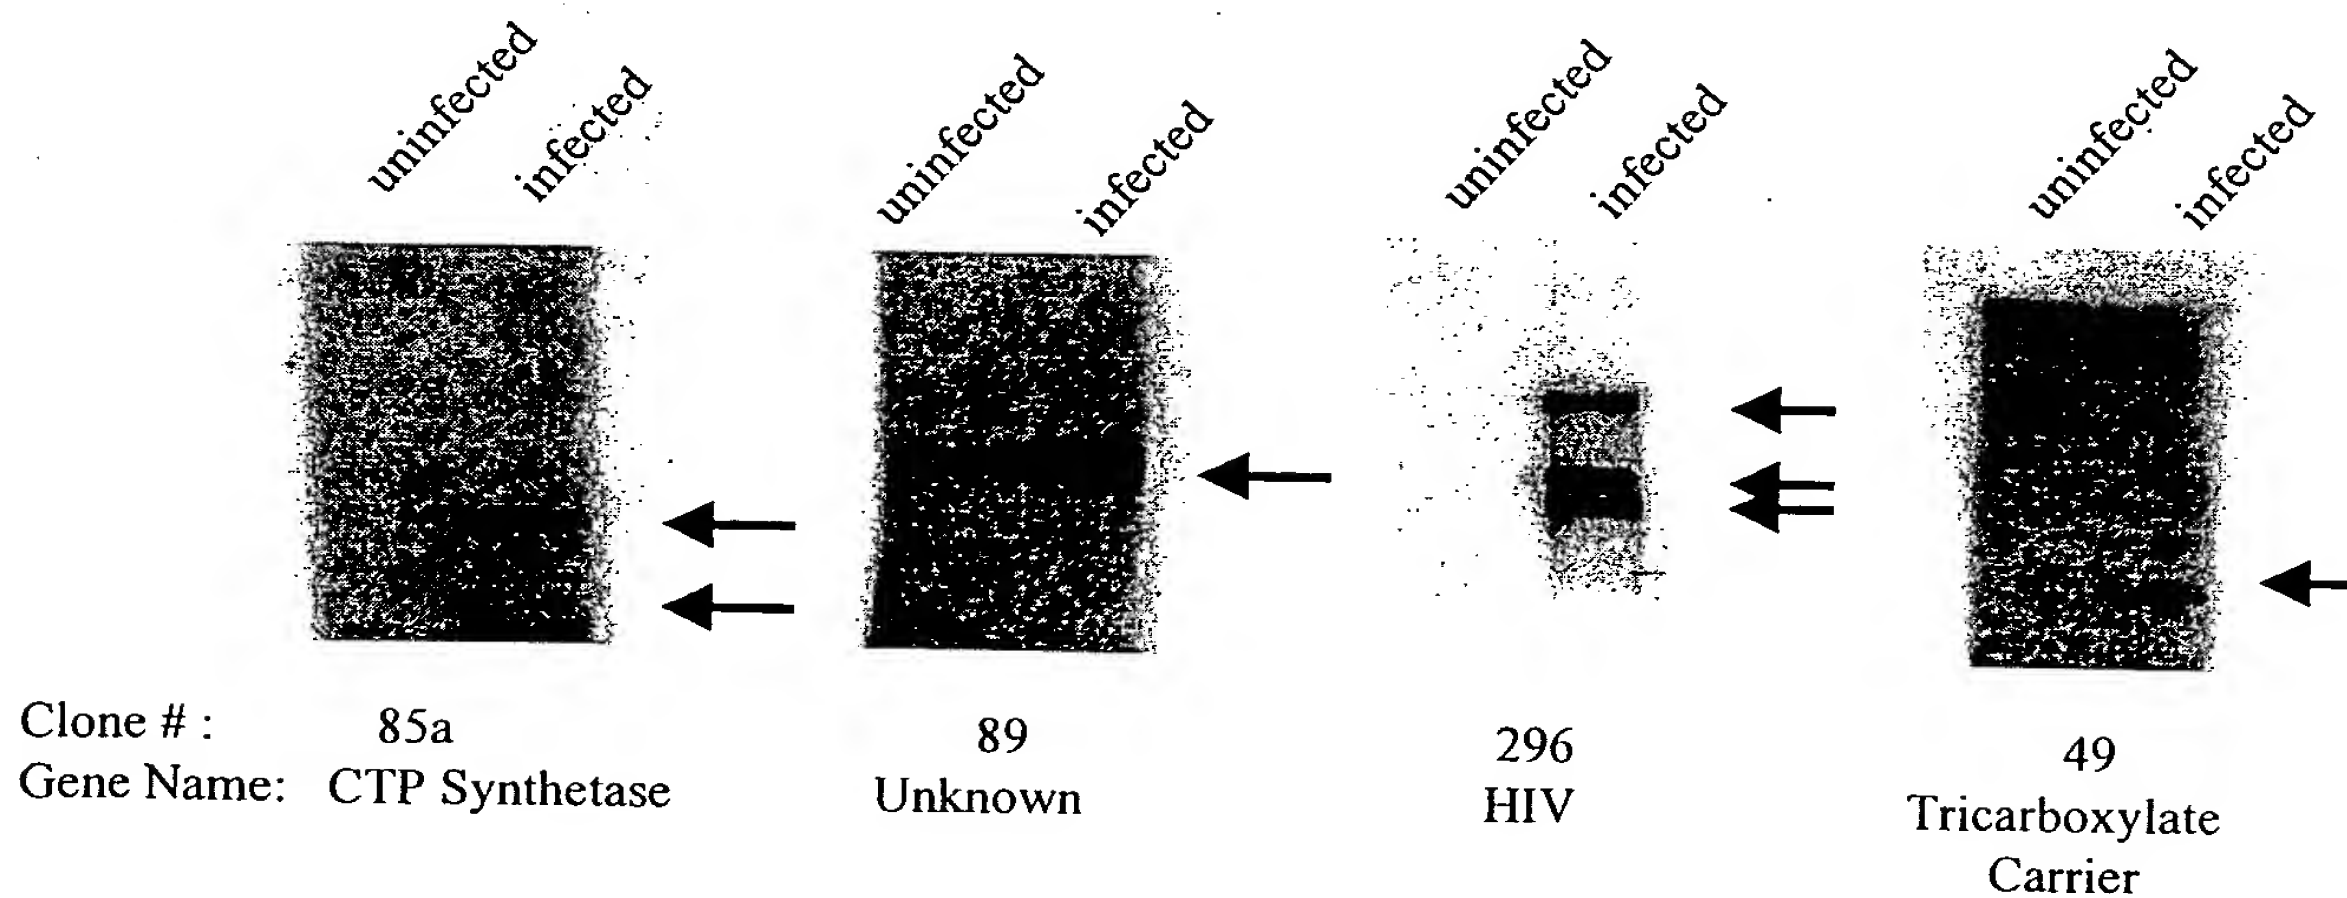 uninfected infected uninfected infected uninfected infected uninfected infected
Clone # : 85a 89 296 49
Gene Name: CTP Synthetase Unknown HIV Tricarboxylate
Carrier